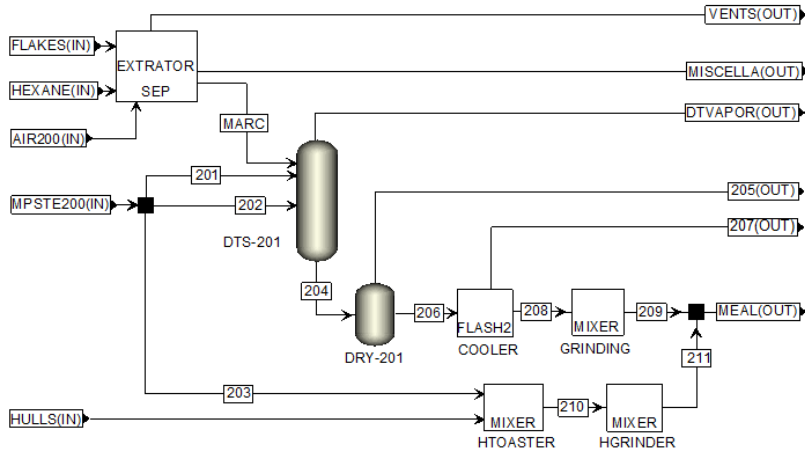 VENTS(OUT)
FLAKES(IN)
EXTRATOR
MISCELLA(OUT)
HEXANE(IN)
SEP
DTVAPOR(OUT)
MARC
AIR200(IN)
201
205(OUT)
MPSTE200(IN)
202
207(OUT)
DTS-201
204
206
FLASH2
208
MIXER
209
MEAL(OUT)
COOLER
GRINDING
DRY-201
211
203
HULLS(IN)
MIXER
210
MIXER
HTOASTER
HGRINDER